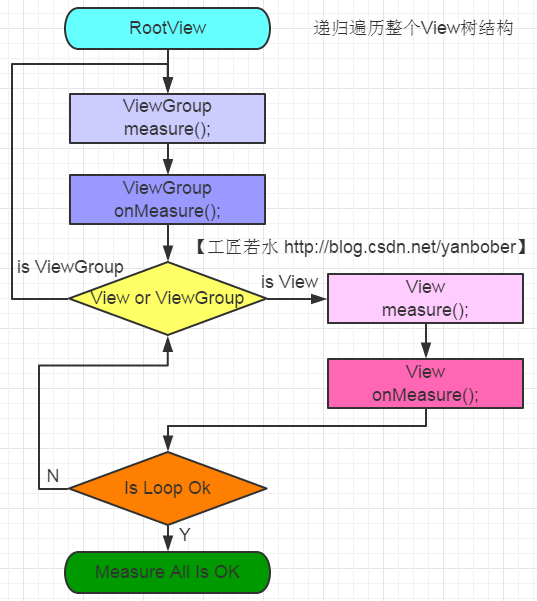 RootView
递归遍历整个View树结构
ViewGroup
measure();
ViewGroup
onMeasure();
【工匠若水 http://blog.csdn.net/yanbober】
is ViewGroup
View or ViewGroup
is View
View
measure();
View
onMeasure();
N
Is Loop Ok
Y
Measure All Is OK